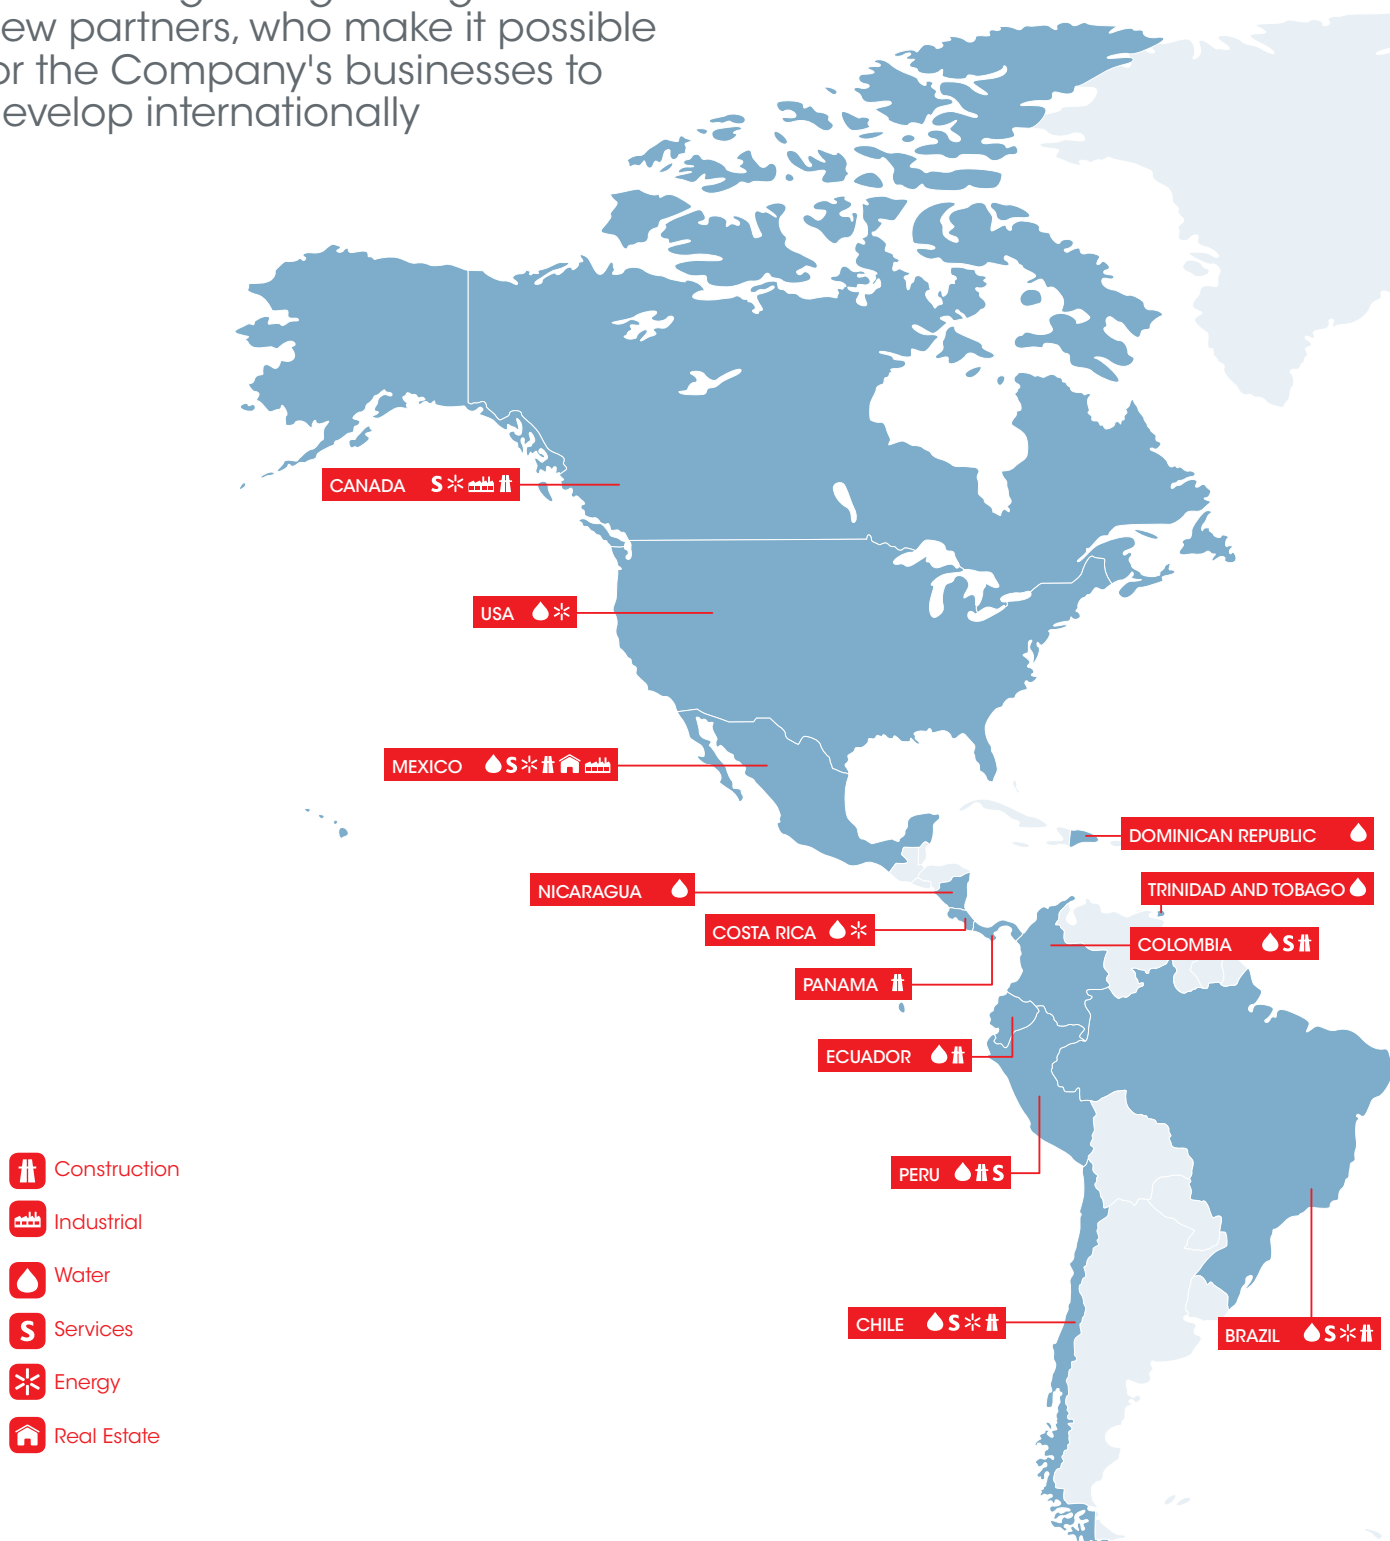 ew partners, who make it possible
or the Company's businesses to
evelop internationally
CANADA S
USA
MEXICO S
DOMINICAN REPUBLIC
NICARAGUA
TRINIDAD AND TOBAGO
COSTA RICA
COLOMBIA S
PANAMA
ECUADOR
PERU S
CHILE S
BRAZIL S
Construction
Industrial
Water
S Services
Energy
Real Estate